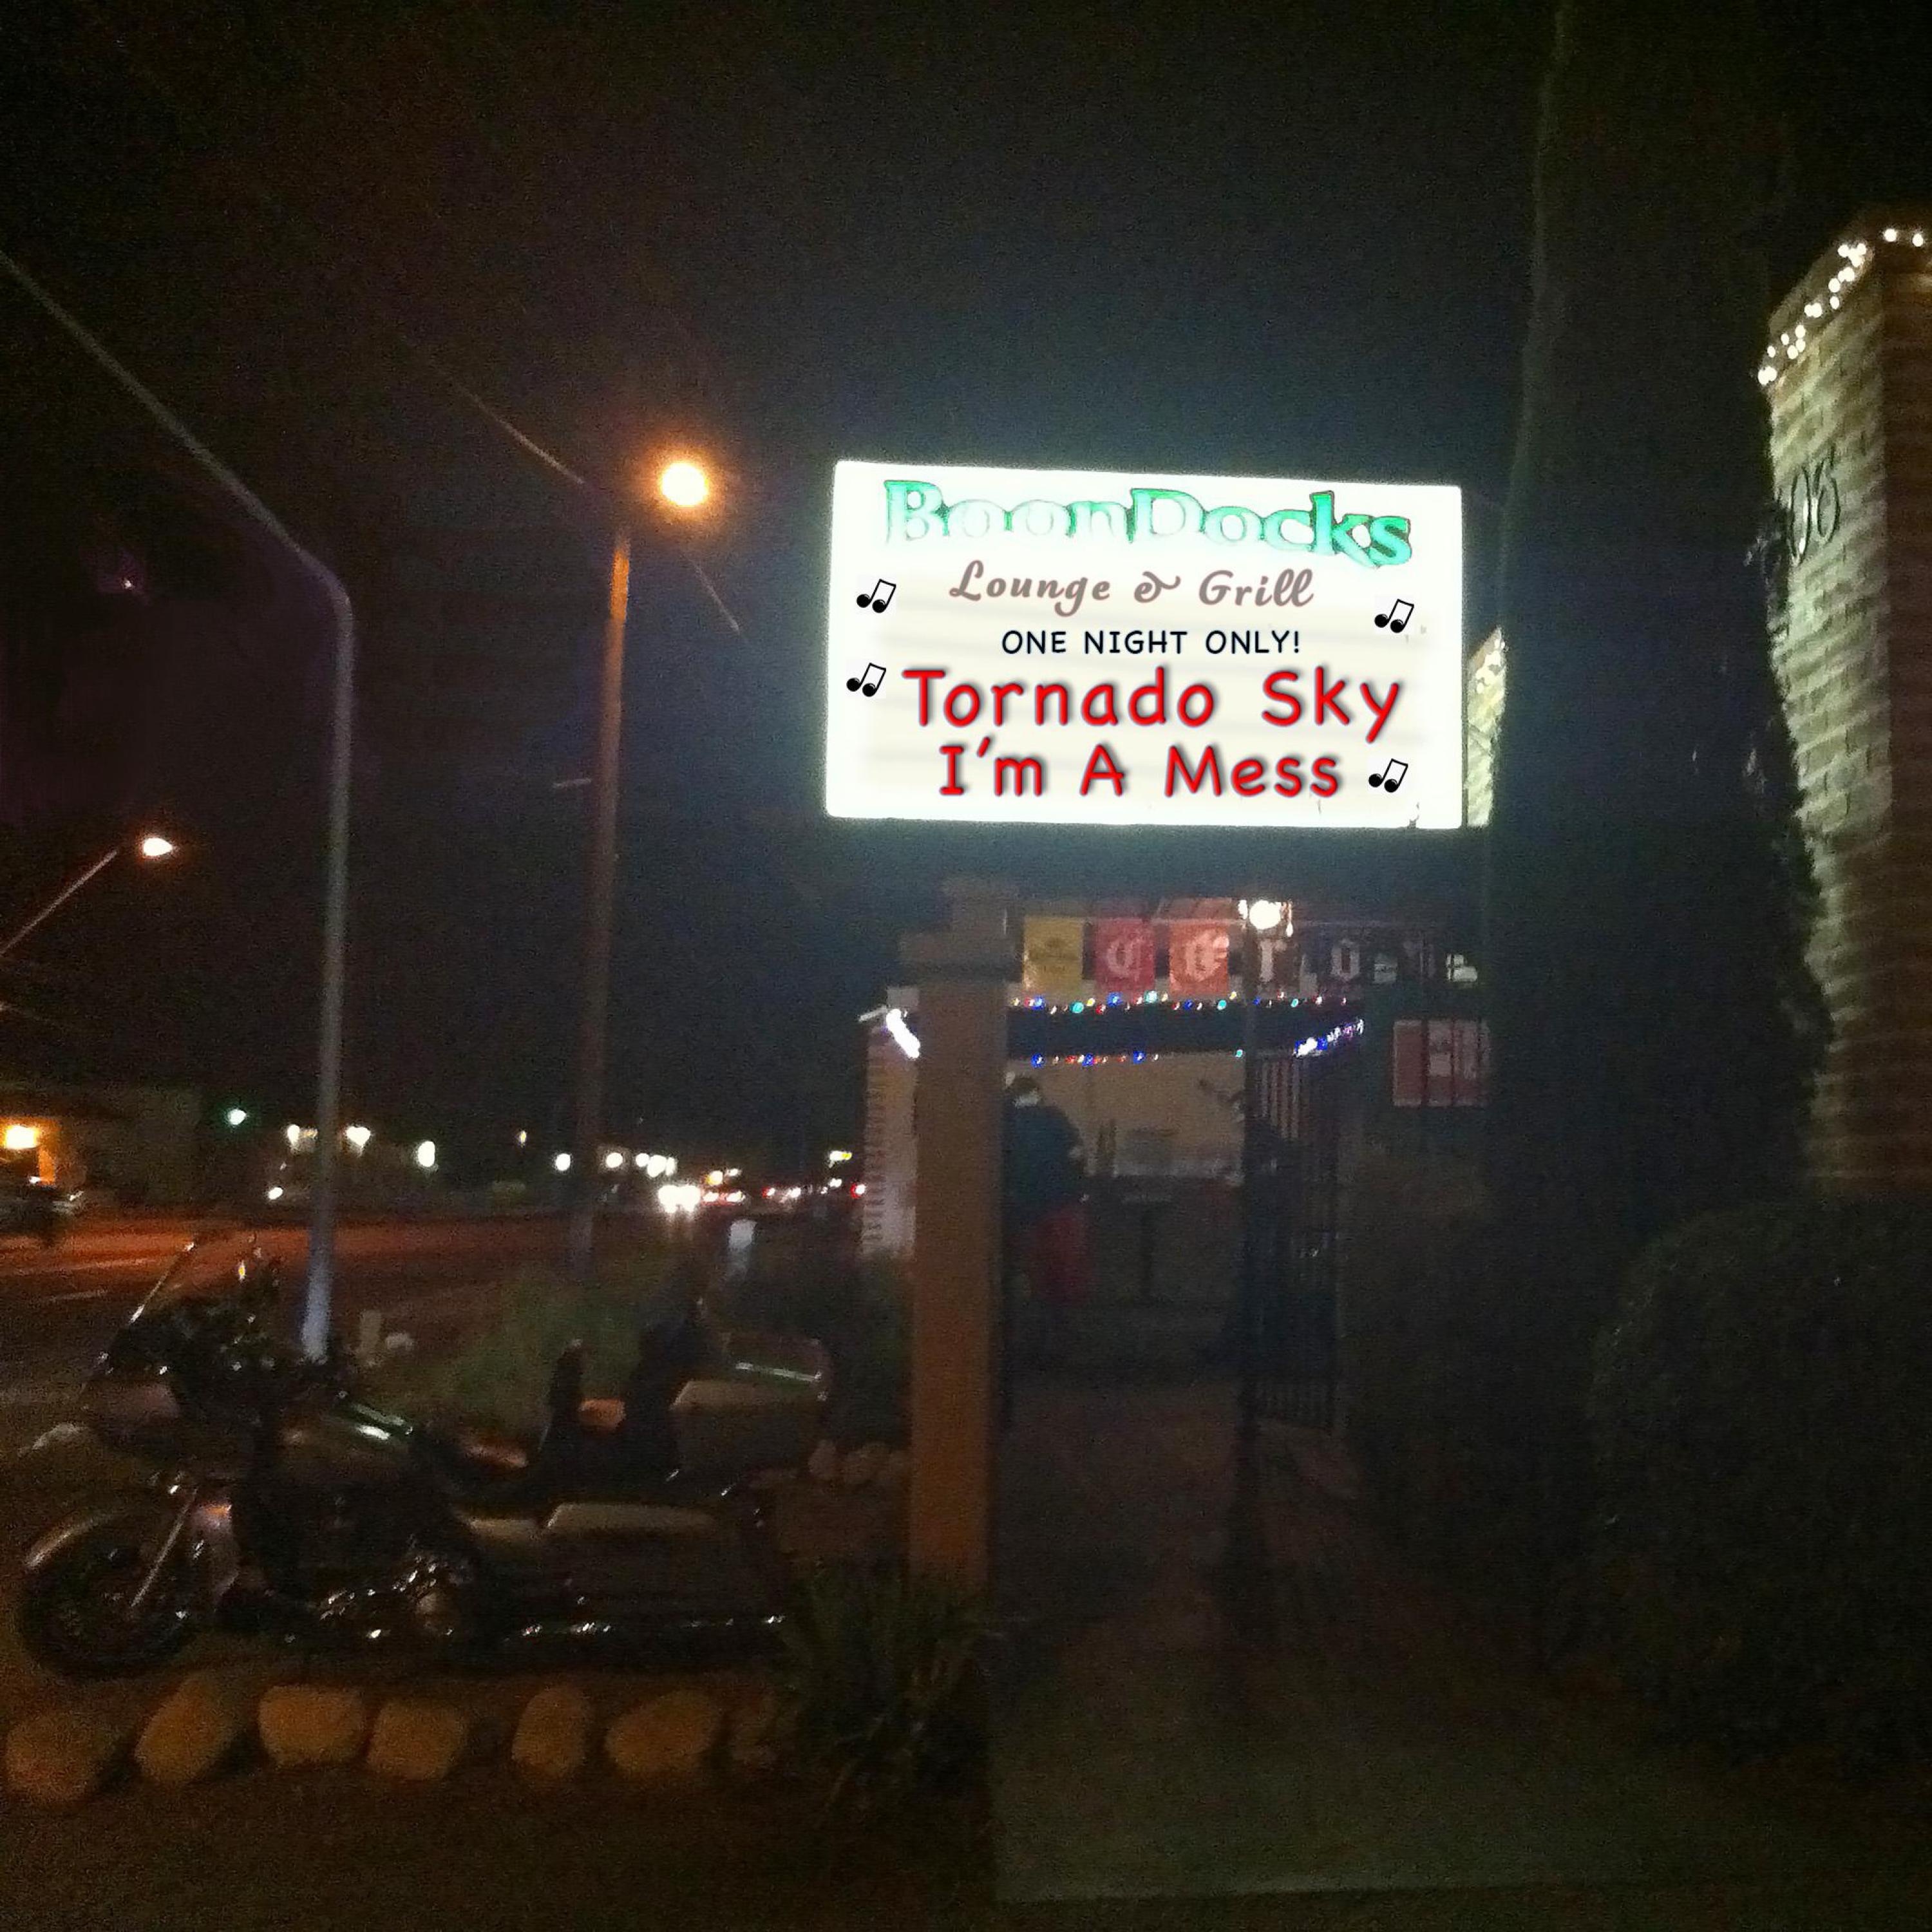 BoonDocks
Lounge & Grill
ONE NIGHT ONLY!
Tornado Sky
I'm A Mess